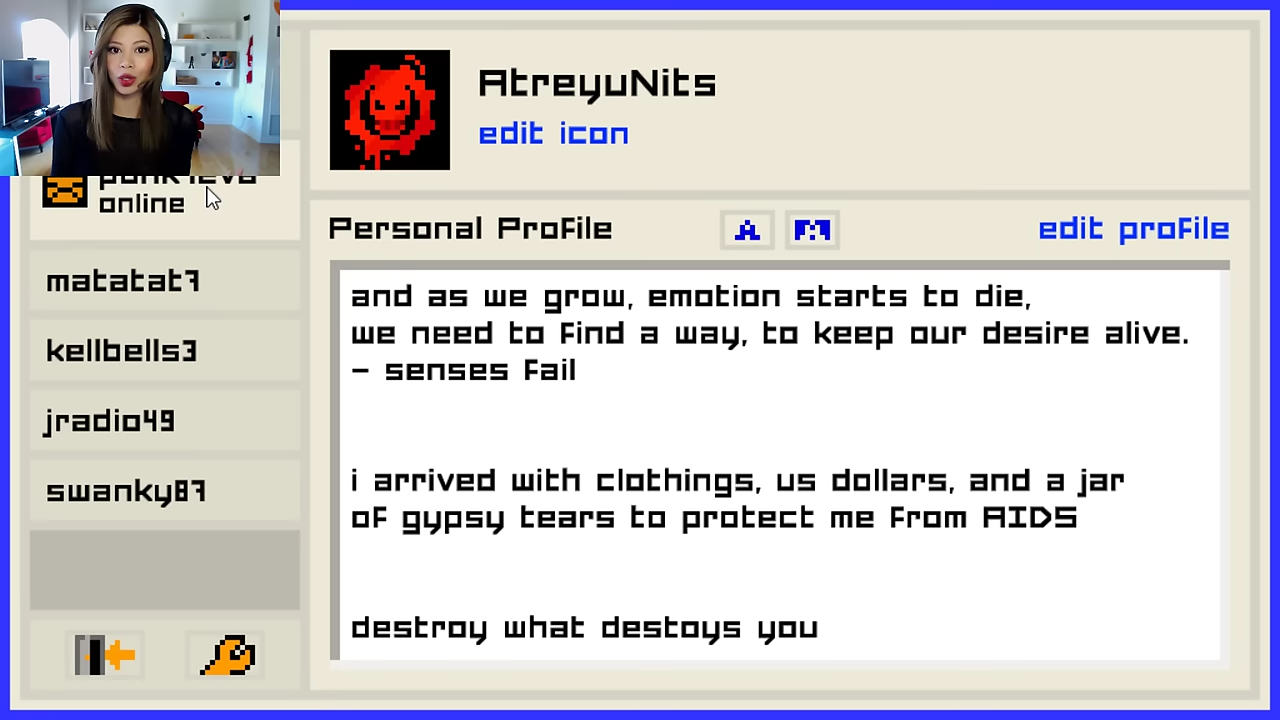 AtreyuNits
edit icon
online
matatat7
kellbells3
jradio49
swanky87
Personal Profile
A
M
edit profile
and as we grow, emotion starts to die,
we need to find a way, to keep our desire alive.
- senses fail
i arrived with clothings, us dollars, and a jar
of gypsy tears to protect me from AIDS
destroy what destoys you